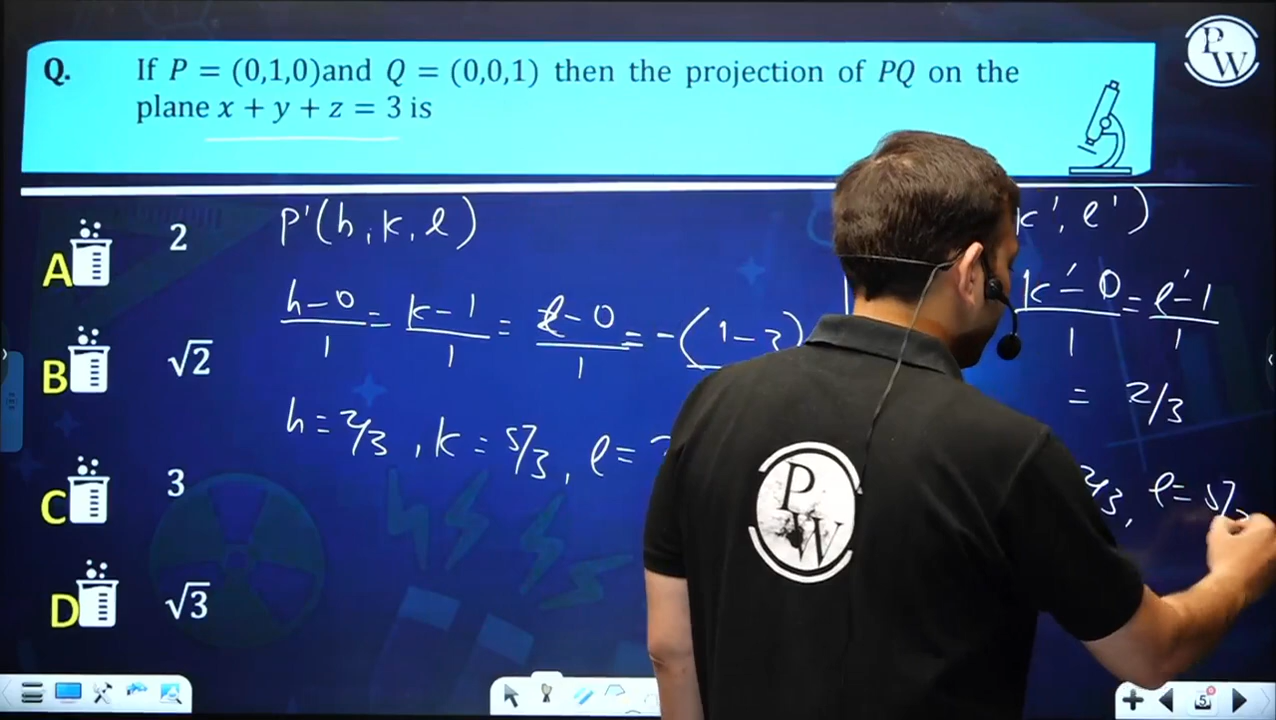 Q. If P = (0,1,0)and Q = (0,0,1) then the projection of PQ on the
plane x + y + z = 3 is
PW
A 2
B √2
C 3
D √3
P'(h,k,l)
h-0/1 = k-1/1 = l-0/1 = -(1-3)
h = 2/3, k = 5/3, l =
k', l')
k'-0/1 = l'-1/1
= 2/3
2/3, l = 5/
PW
5